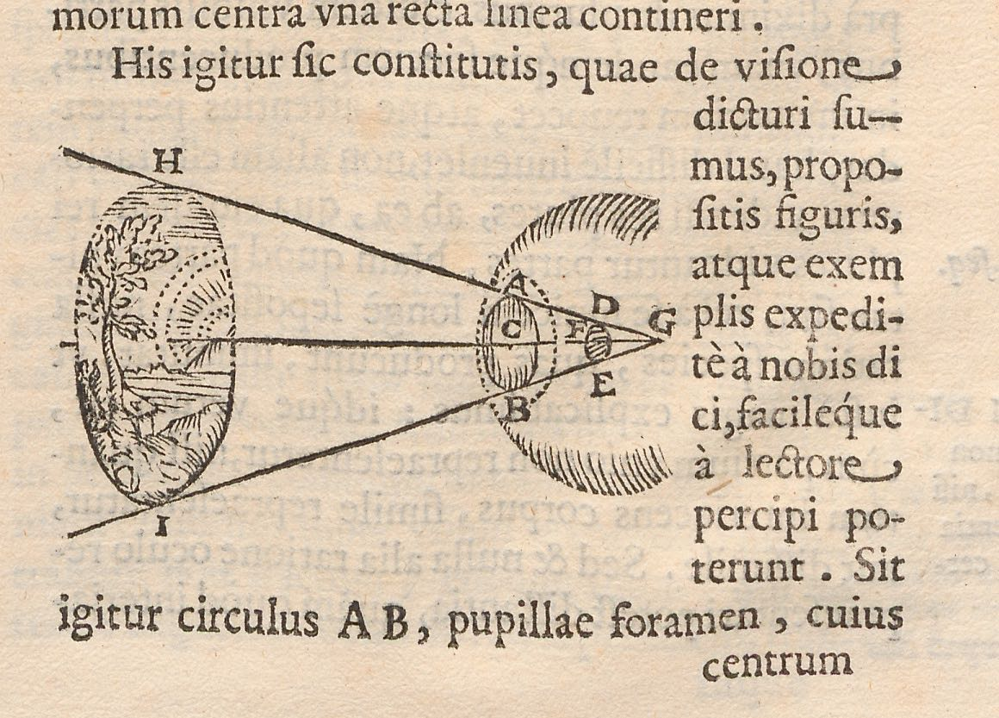 morum centra vna recta linea contineri .
His igitur ſic conſtitutis, quae de viſione
dicturi ſu-
mus, propo-
ſitis figuris,
atque exem
plis expedi-
tè à nobis di
ci, facileq́ue
à lectore
percipi po-
terunt . Sit
H
A
D
C
F
G
E
B
I
igitur circulus A B, pupillae foramen , cuius
centrum